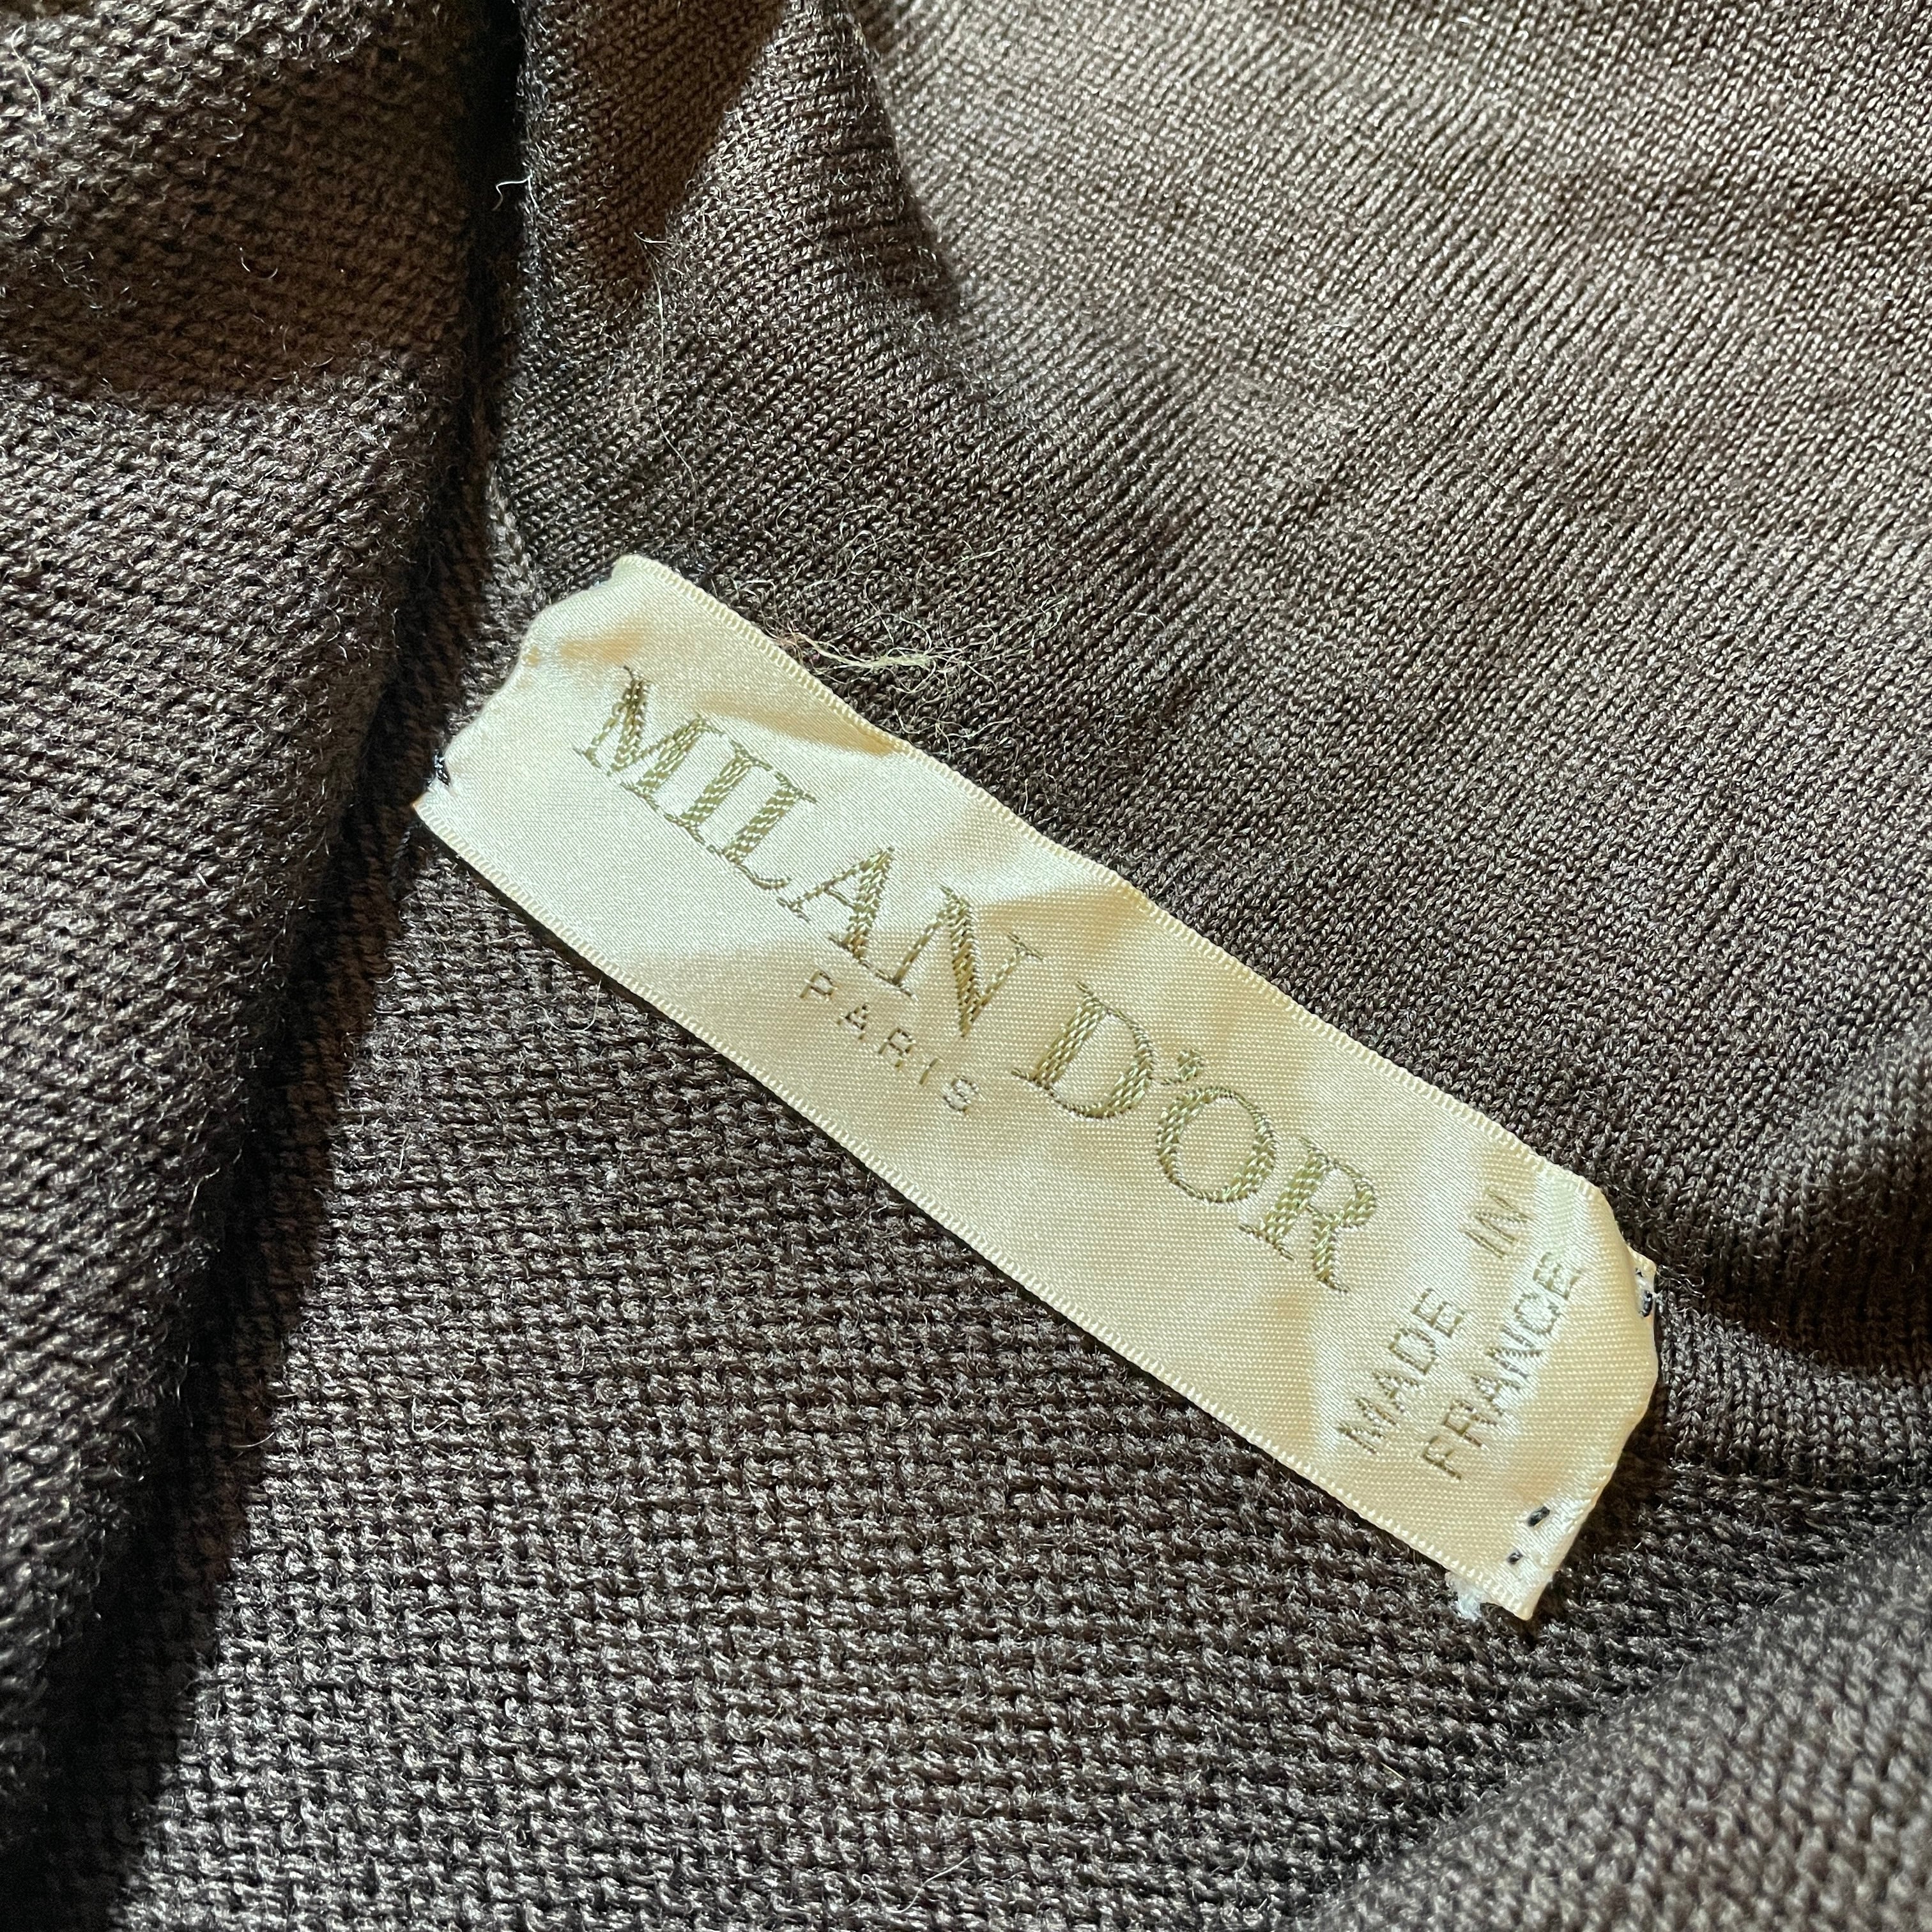 MILAN D'OR
PARIS
MADE IN
FRANCE